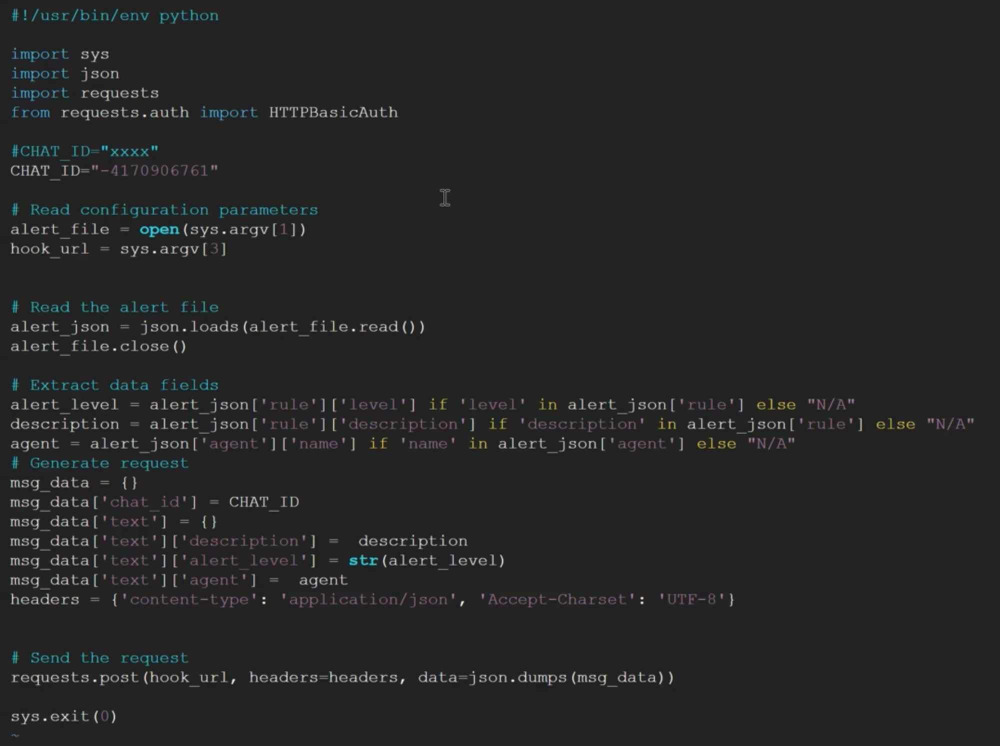 #!/usr/bin/env python
import sys
import json
import requests
from requests.auth import HTTPBasicAuth
#CHAT_ID="xxxx"
CHAT_ID="-4170906761"
# Read configuration parameters
alert_file = open(sys.argv[1])
hook_url = sys.argv[3]
# Read the alert file
alert_json = json.loads(alert_file.read())
alert_file.close()
# Extract data fields
alert_level = alert_json['rule']['level'] if 'level' in alert_json['rule'] else "N/A"
description = alert_json['rule']['description'] if 'description' in alert_json['rule'] else "N/A"
agent = alert_json['agent']['name'] if 'name' in alert_json['agent'] else "N/A"
# Generate request
msg_data = {}
msg_data['chat_id'] = CHAT_ID
msg_data['text'] = {}
msg_data['text']['description'] =  description
msg_data['text']['alert_level'] = str(alert_level)
msg_data['text']['agent'] =  agent
headers = {'content-type': 'application/json', 'Accept-Charset': 'UTF-8'}
# Send the request
requests.post(hook_url, headers=headers, data=json.dumps(msg_data))
sys.exit(0)
~